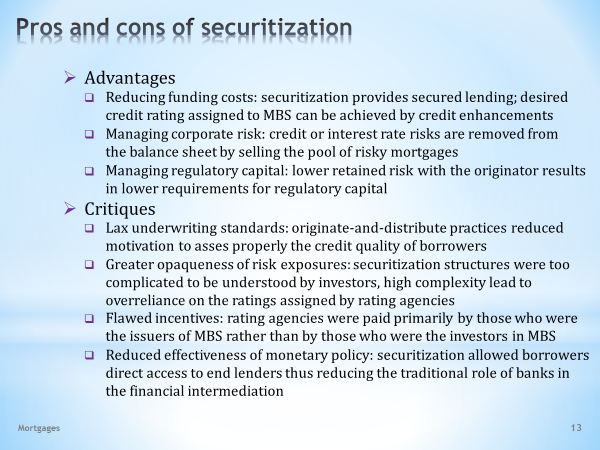 Pros and cons of securitization
Advantages
Reducing funding costs: securitization provides secured lending; desired
credit rating assigned to MBS can be achieved by credit enhancements
Managing corporate risk: credit or interest rate risks are removed from
the balance sheet by selling the pool of risky mortgages
Managing regulatory capital: lower retained risk with the originator results
in lower requirements for regulatory capital
Critiques
Lax underwriting standards: originate-and-distribute practices reduced
motivation to asses properly the credit quality of borrowers
Greater opaqueness of risk exposures: securitization structures were too
complicated to be understood by investors, high complexity lead to
overreliance on the ratings assigned by rating agencies
Flawed incentives: rating agencies were paid primarily by those who were
the issuers of MBS rather than by those who were the investors in MBS
Reduced effectiveness of monetary policy: securitization allowed borrowers
direct access to end lenders thus reducing the traditional role of banks in
the financial intermediation
Mortgages
13